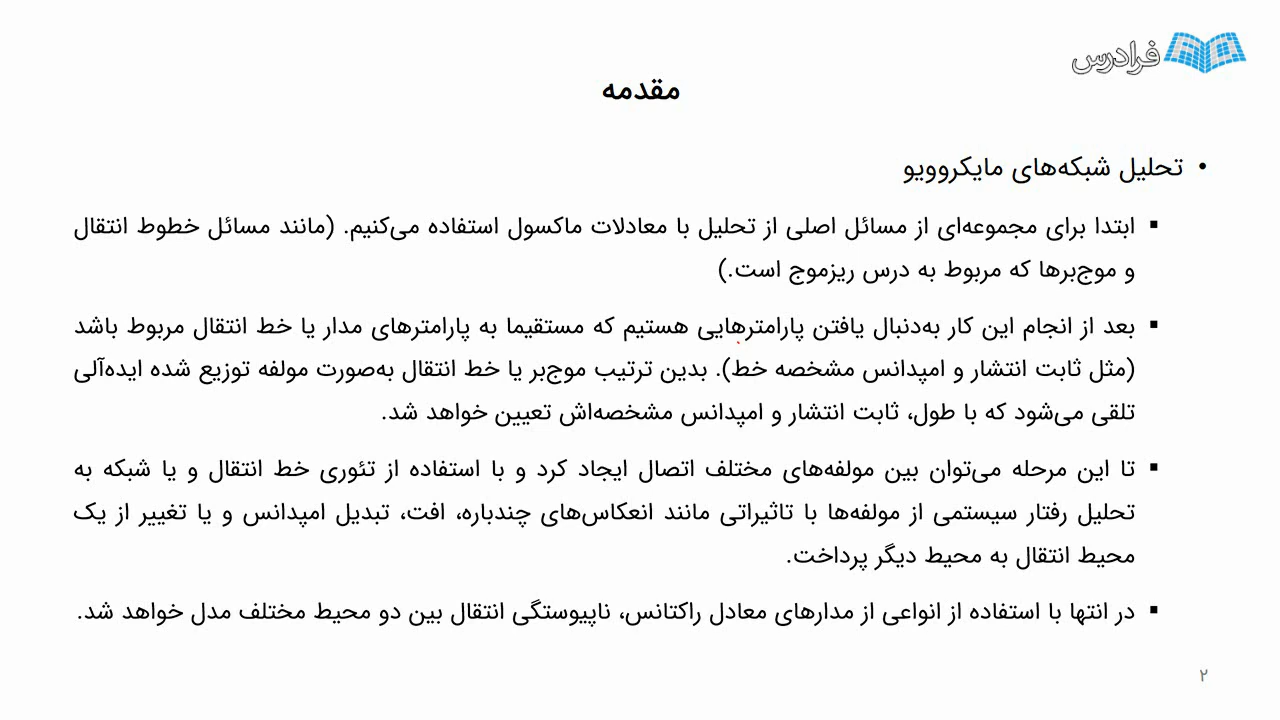 فرادرس
مقدمه
• تحلیل شبکه‌های مایکروویو
▪ ابتدا برای مجموعه‌ای از مسائل اصلی از تحلیل با معادلات ماکسول استفاده می‌کنیم. (مانند مسائل خطوط انتقال
و موج‌برها که مربوط به درس ریزموج است.)
▪ بعد از انجام این کار به‌دنبال یافتن پارامترهایی هستیم که مستقیما به پارامترهای مدار یا خط انتقال مربوط باشد
(مثل ثابت انتشار و امپدانس مشخصه خط). بدین ترتیب موج‌بر یا خط انتقال به‌صورت مولفه توزیع شده ایده‌آلی
تلقی می‌شود که با طول، ثابت انتشار و امپدانس مشخصه‌اش تعیین خواهد شد.
▪ تا این مرحله می‌توان بین مولفه‌های مختلف اتصال ایجاد کرد و با استفاده از تئوری خط انتقال و یا شبکه به
تحلیل رفتار سیستمی از مولفه‌ها با تاثیراتی مانند انعکاس‌های چندباره، افت، تبدیل امپدانس و یا تغییر از یک
محیط انتقال به محیط دیگر پرداخت.
▪ در انتها با استفاده از انواعی از مدارهای معادل راکتانس، ناپیوستگی انتقال بین دو محیط مختلف مدل خواهد شد.
۲